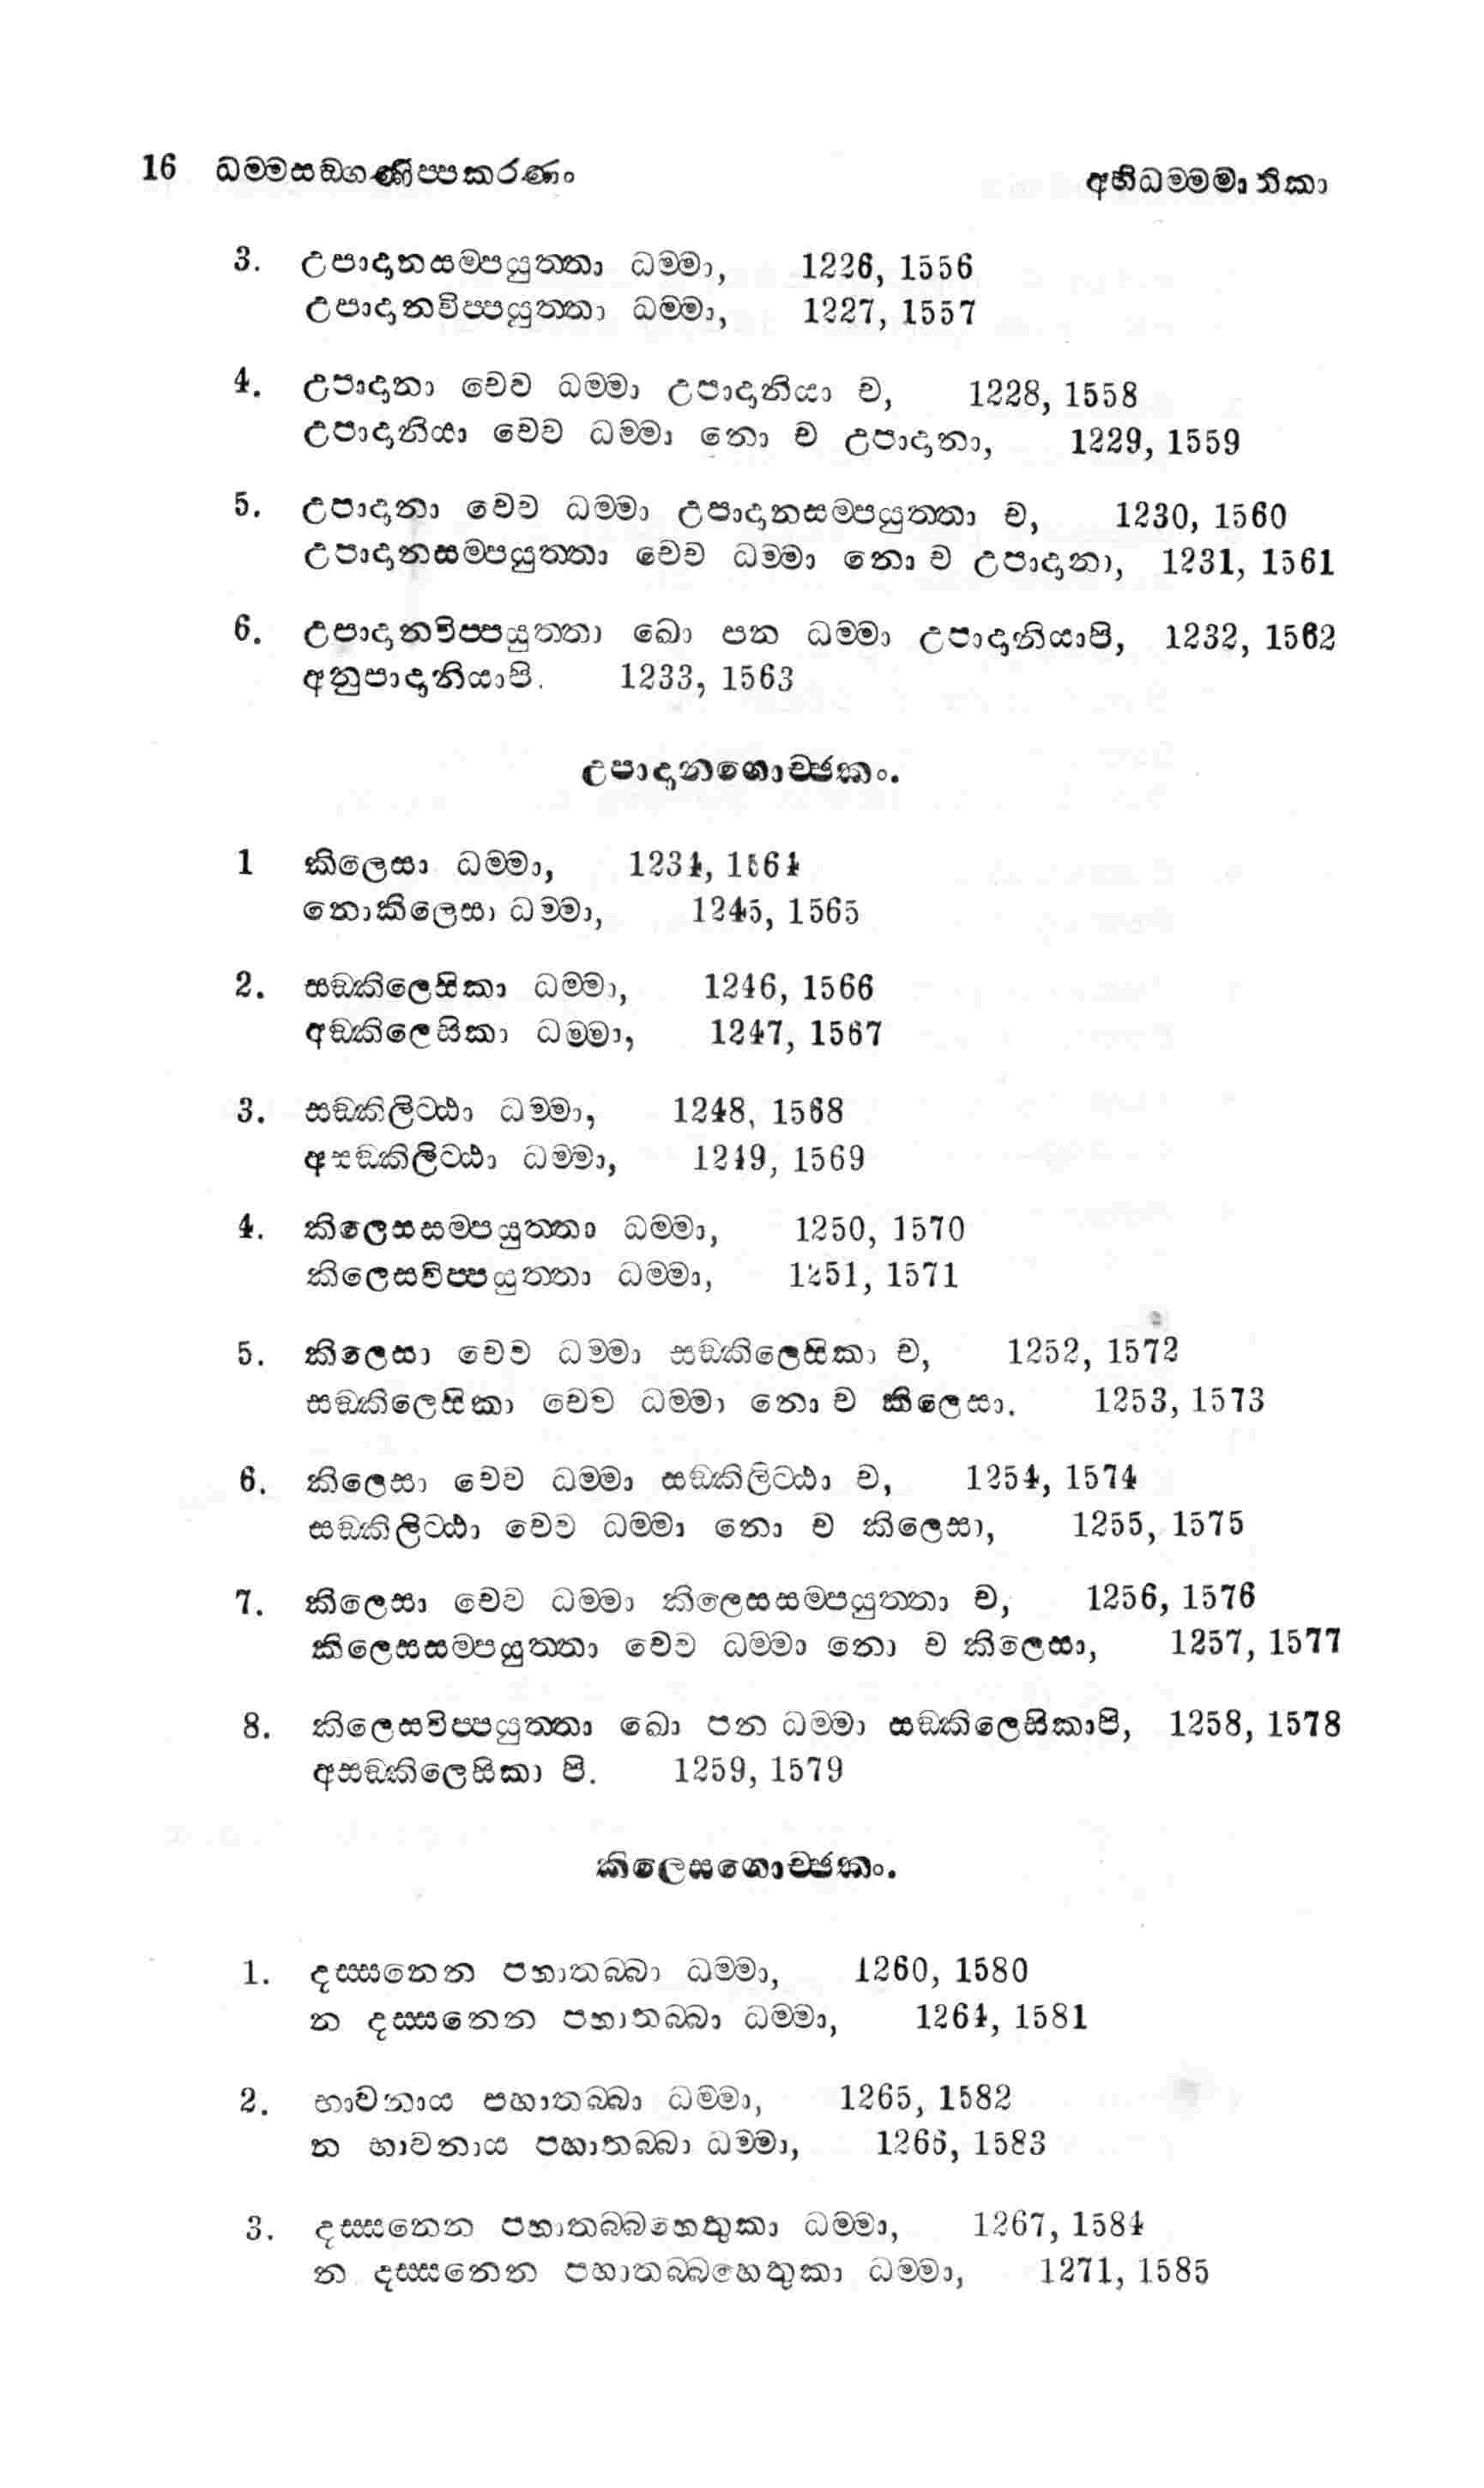 16 ධම්මසඞ්ගණිප්පකරණං
අභිධම්මමාතිකා
3. උපාදානසම්පයුත්තා ධම්මා, 1226, 1556
උපාදානවිප්පයුත්තා ධම්මා, 1227, 1557
4. උපාදානා චෙව ධම්මා උපාදානියා ච, 1228, 1558
උපාදානියා චෙව ධම්මා නො ච උපාදානා, 1229, 1559
5. උපාදානා චෙව ධම්මා උපාදානසම්පයුත්තා ච, 1230, 1560
උපාදානසම්පයුත්තා චෙව ධම්මා නො ච උපාදානා, 1231, 1561
6. උපාදානවිප්පයුත්තා ඛො පන ධම්මා උපාදානියාපි, 1232, 1562
අනුපාදානියාපි. 1233, 1563
උපාදානගොච්ඡකං.
1 කිලෙසා ධම්මා, 1234, 1564
නොකිලෙසා ධම්මා, 1245, 1565
2. සඞ්කිලෙසිකා ධම්මා, 1246, 1566
අඞ්කිලෙසිකා ධම්මා, 1247, 1567
3. සඞ්කිලිට්ඨා ධම්මා, 1248, 1568
අසඞ්කිලිට්ඨා ධම්මා, 1249, 1569
4. කිලෙසසම්පයුත්තා ධම්මා, 1250, 1570
කිලෙසවිප්පයුත්තා ධම්මා, 1251, 1571
5. කිලෙසා චෙව ධම්මා සඞ්කිලෙසිකා ච, 1252, 1572
සඞ්කිලෙසිකා චෙව ධම්මා නො ච කිලෙසා. 1253, 1573
6. කිලෙසා චෙව ධම්මා සඞ්කිලිට්ඨා ච, 1254, 1574
සඞ්කිලිට්ඨා චෙව ධම්මා නො ච කිලෙසා, 1255, 1575
7. කිලෙසා චෙව ධම්මා කිලෙසසම්පයුත්තා ච, 1256, 1576
කිලෙසසම්පයුත්තා චෙව ධම්මා නො ච කිලෙසා, 1257, 1577
8. කිලෙසවිප්පයුත්තා ඛො පන ධම්මා සඞ්කිලෙසිකාපි, 1258, 1578
අසඞ්කිලෙසිකා පි. 1259, 1579
කිලෙසගොච්ඡකං.
1. දස්සනෙන පහාතබ්බා ධම්මා, 1260, 1580
න දස්සනෙන පහාතබ්බා ධම්මා, 1264, 1581
2. භාවනාය පහාතබ්බා ධම්මා, 1265, 1582
න භාවනාය පහාතබ්බා ධම්මා, 1266, 1583
3. දස්සනෙන පහාතබ්බහෙතුකා ධම්මා, 1267, 1584
න දස්සනෙන පහාතබ්බහෙතුකා ධම්මා, 1271, 1585